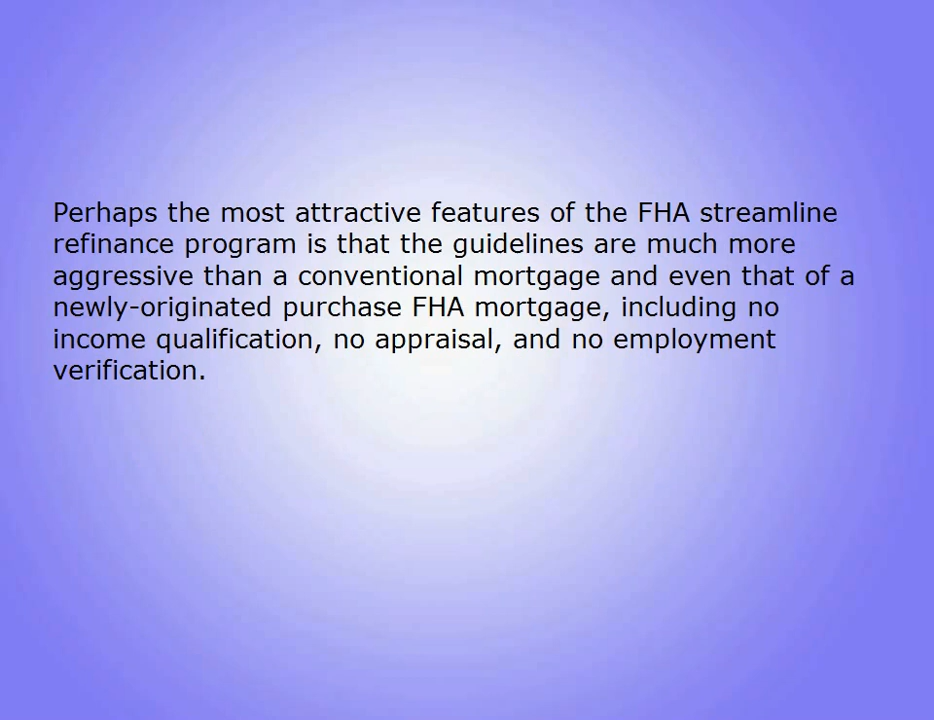 Perhaps the most attractive features of the FHA streamline
refinance program is that the guidelines are much more
aggressive than a conventional mortgage and even that of a
newly-originated purchase FHA mortgage, including no
income qualification, no appraisal, and no employment
verification.